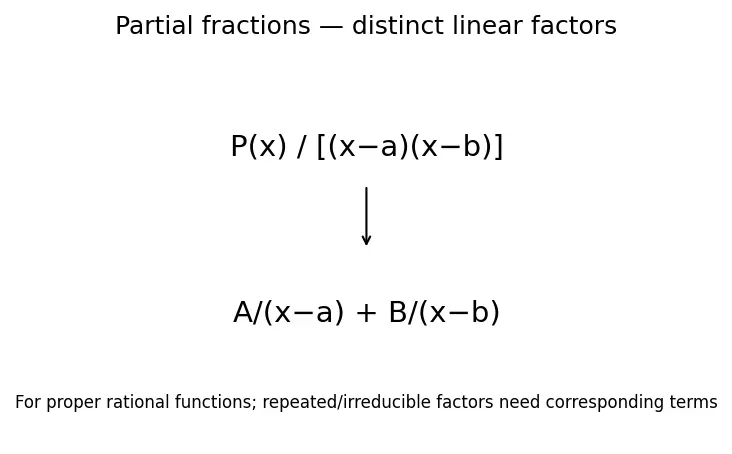 Partial fractions — distinct linear factors
P(x) / [(x−a)(x−b)]
A/(x−a) + B/(x−b)
For proper rational functions; repeated/irreducible factors need corresponding terms